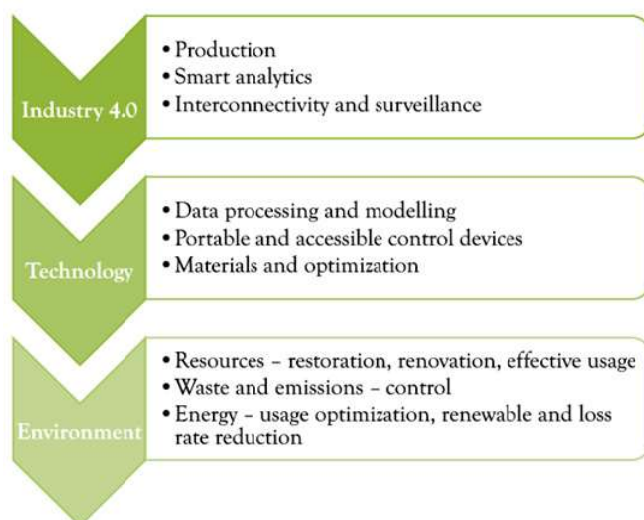 Industry 4.0
• Production
• Smart analytics
• Interconnectivity and surveillance
Technology
• Data processing and modelling
• Portable and accessible control devices
• Materials and optimization
Environment
• Resources – restoration, renovation, effective usage
• Waste and emissions – control
• Energy – usage optimization, renewable and loss
rate reduction